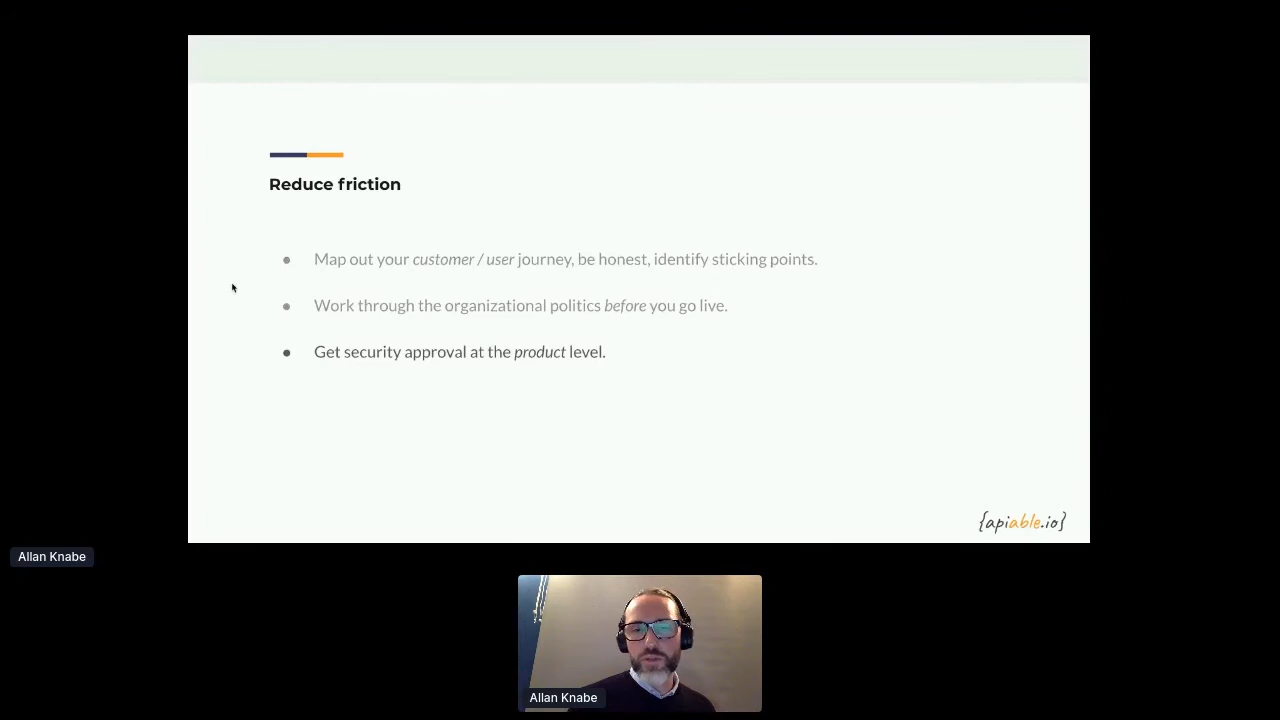 Reduce friction
● Map out your customer / user journey, be honest, identify sticking points.
● Work through the organizational politics before you go live.
● Get security approval at the product level.
{apiable.io}
Allan Knabe
Allan Knabe